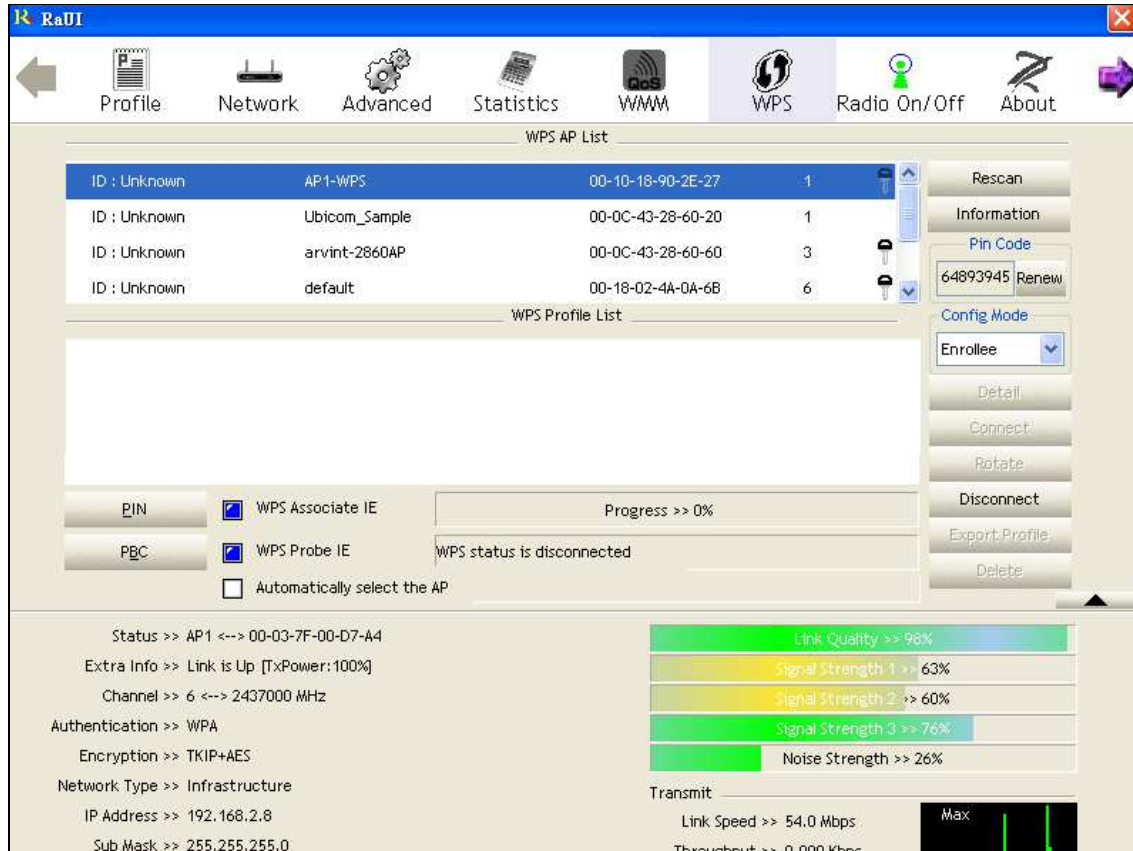 RaUI
Profile Network Advanced Statistics QoS WMM WPS Radio On/Off About
WPS AP List
ID : Unknown AP1-WPS 00-10-18-90-2E-27 1
ID : Unknown Ubicom_Sample 00-0C-43-28-60-20 1
ID : Unknown arvint-2860AP 00-0C-43-28-60-60 3
ID : Unknown default 00-18-02-4A-0A-6B 6
Rescan
Information
Pin Code
64893945 Renew
Config Mode
Enrollee
Detail
Connect
Rotate
Disconnect
Export Profile
Delete
WPS Profile List
PIN WPS Associate IE Progress >> 0%
PBC WPS Probe IE WPS status is disconnected
Automatically select the AP
Status >> AP1 <--> 00-03-7F-00-D7-A4
Extra Info >> Link is Up [TxPower:100%]
Channel >> 6 <--> 2437000 MHz
Authentication >> WPA
Encryption >> TKIP+AES
Network Type >> Infrastructure
IP Address >> 192.168.2.8
Sub Mask >> 255.255.255.0
Link Quality >> 98%
Signal Strength 1 >> 63%
Signal Strength 2 >> 60%
Signal Strength 3 >> 76%
Noise Strength >> 26%
Transmit
Link Speed >> 54.0 Mbps
Throughput >> 0.000 Kbps
Max